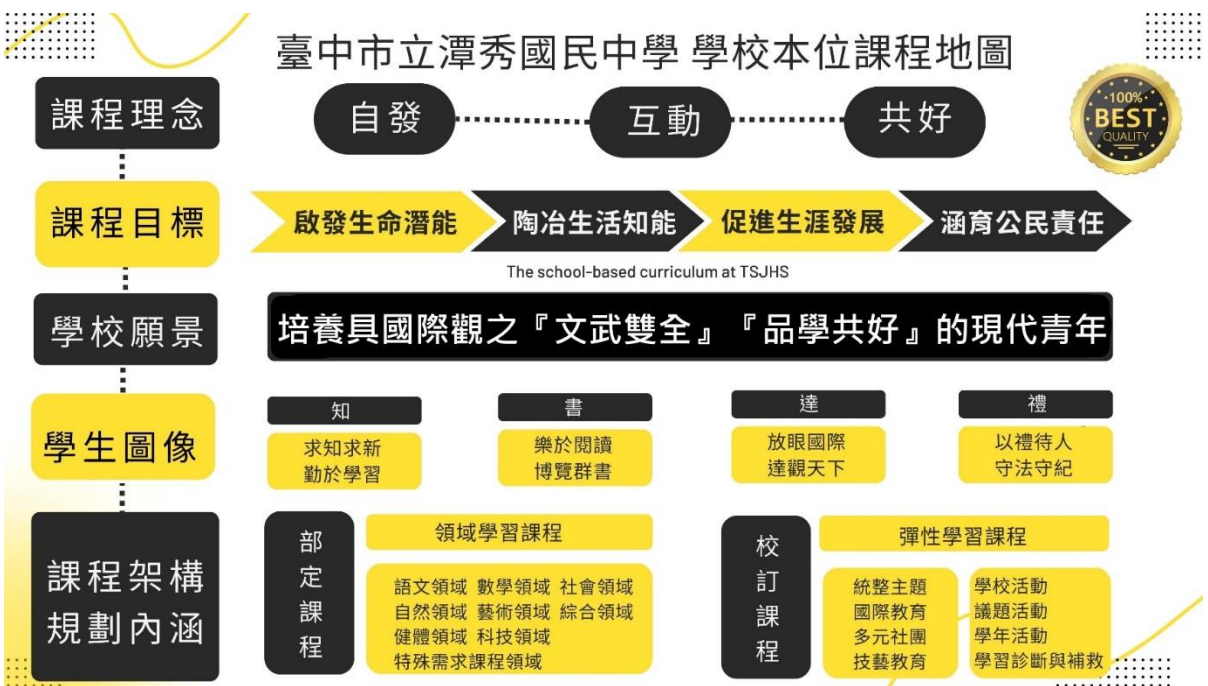 臺中市立潭秀國民中學 學校本位課程地圖
課程理念
自發
互動
共好
100%
BEST
QUALITY
課程目標
啟發生命潛能
陶冶生活知能
促進生涯發展
涵育公民責任
The school-based curriculum at TSJHS
學校願景
培養具國際觀之『文武雙全』『品學共好』的現代青年
學生圖像
知
求知求新
勤於學習
書
樂於閱讀
博覽群書
達
放眼國際
達觀天下
禮
以禮待人
守法守紀
課程架構
規劃內涵
部定課程
領域學習課程
語文領域 數學領域 社會領域
自然領域 藝術領域 綜合領域
健體領域 科技領域
特殊需求課程領域
校訂課程
彈性學習課程
統整主題
國際教育
多元社團
技藝教育
學校活動
議題活動
學年活動
學習診斷與補救